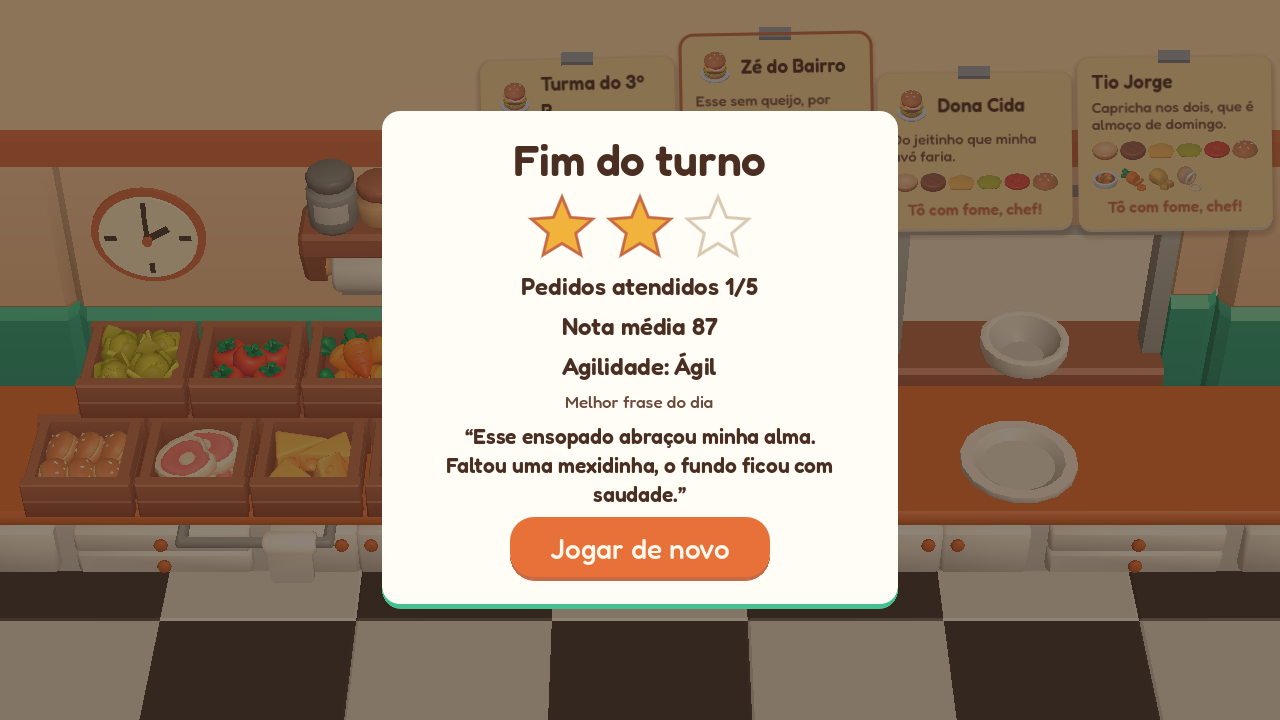 Turma do 3º
Zé do Bairro
Esse sem queijo, por
Dona Cida
Do jeitinho que minha
avó faria.
Tô com fome, chef!
Tio Jorge
Capricha nos dois, que é
almoço de domingo.
Tô com fome, chef!
Fim do turno
Pedidos atendidos 1/5
Nota média 87
Agilidade: Ágil
Melhor frase do dia
“Esse ensopado abraçou minha alma.
Faltou uma mexidinha, o fundo ficou com
saudade.”
Jogar de novo